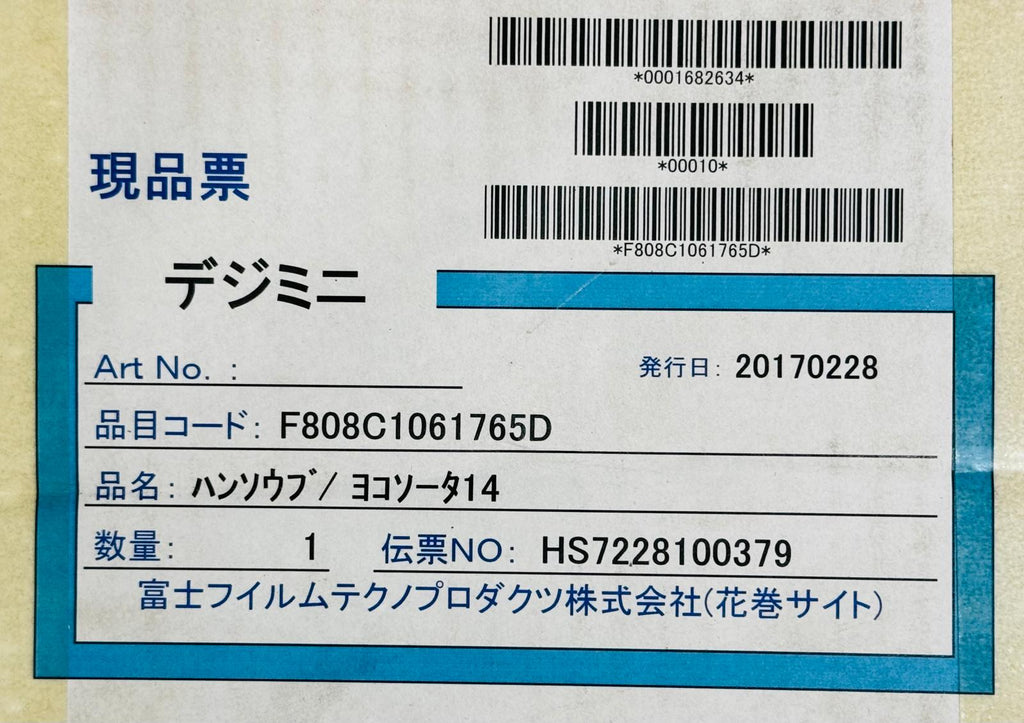 *0001682634*
*00010*
現品票
*F808C1061765D*
デジミニ
Art No. :
発行日: 20170228
品目コード: F808C1061765D
品名: ﾊﾝｿｳﾌﾞ/ ﾖｺｿｰﾀ14
数量: 1 伝票NO: HS7228100379
富士フイルムテクノプロダクツ株式会社(花巻サイト)